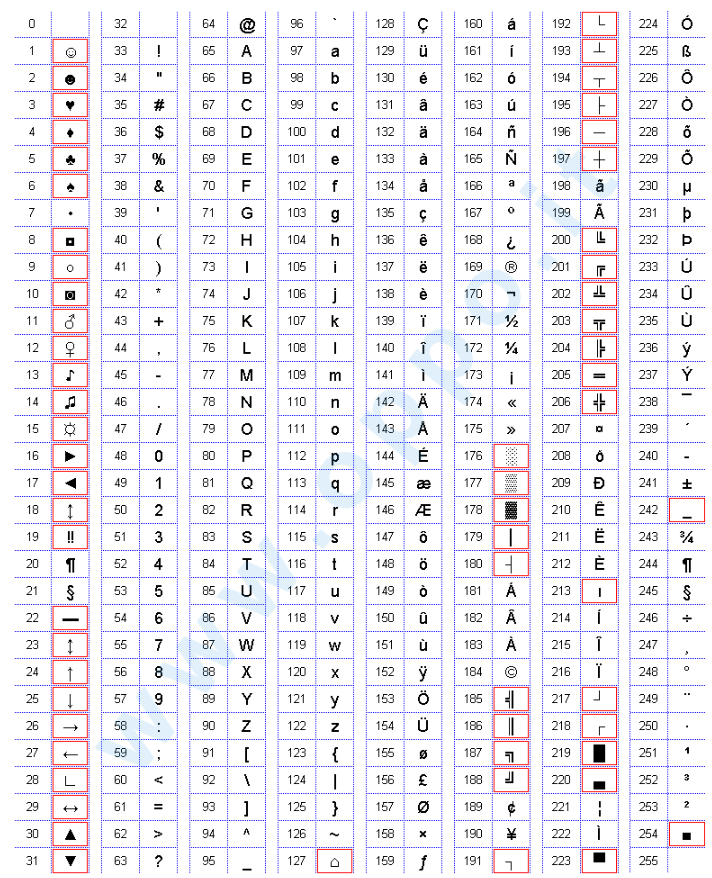 0 32 64 @ 96 ` 128 Ç 160 á 192 └ 224 Ó
1 ☺ 33 ! 65 A 97 a 129 ü 161 í 193 ┴ 225 ß
2 ☻ 34 " 66 B 98 b 130 é 162 ó 194 ┬ 226 Ô
3 ♥ 35 # 67 C 99 c 131 â 163 ú 195 ├ 227 Ò
4 ♦ 36 $ 68 D 100 d 132 ä 164 ñ 196 ─ 228 õ
5 ♣ 37 % 69 E 101 e 133 à 165 Ñ 197 ┼ 229 Õ
6 ♠ 38 & 70 F 102 f 134 å 166 ª 198 ã 230 µ
7 • 39 ' 71 G 103 g 135 ç 167 º 199 Ã 231 þ
8 ◘ 40 ( 72 H 104 h 136 ê 168 ¿ 200 ╚ 232 Þ
9 ○ 41 ) 73 I 105 i 137 ë 169 ® 201 ╔ 233 Ú
10 ◙ 42 * 74 J 106 j 138 è 170 ¬ 202 ╩ 234 Û
11 ♂ 43 + 75 K 107 k 139 ï 171 ½ 203 ╦ 235 Ù
12 ♀ 44 , 76 L 108 l 140 î 172 ¼ 204 ╠ 236 ý
13 ♪ 45 - 77 M 109 m 141 ì 173 ¡ 205 ═ 237 Ý
14 ♫ 46 . 78 N 110 n 142 Ä 174 « 206 ╬ 238 ¯
15 ☼ 47 / 79 O 111 o 143 Å 175 » 207 ¤ 239 ´
16 ► 48 0 80 P 112 p 144 É 176 ░ 208 ð 240 -
17 ◄ 49 1 81 Q 113 q 145 æ 177 ▒ 209 Ð 241 ±
18 ↕ 50 2 82 R 114 r 146 Æ 178 ▓ 210 Ê 242 _
19 ‼ 51 3 83 S 115 s 147 ô 179 │ 211 Ë 243 ¾
20 ¶ 52 4 84 T 116 t 148 ö 180 ┤ 212 È 244 ¶
21 § 53 5 85 U 117 u 149 ò 181 Á 213 ı 245 §
22 ▬ 54 6 86 V 118 v 150 û 182 Â 214 Í 246 ÷
23 ↨ 55 7 87 W 119 w 151 ù 183 À 215 Î 247 ¸
24 ↑ 56 8 88 X 120 x 152 ÿ 184 © 216 Ï 248 °
25 ↓ 57 9 89 Y 121 y 153 Ö 185 ╣ 217 ┘ 249 ¨
26 → 58 : 90 Z 122 z 154 Ü 186 ║ 218 ┌ 250 ·
27 ← 59 ; 91 [ 123 { 155 ø 187 ╗ 219 █ 251 ¹
28 ∟ 60 < 92 \ 124 | 156 £ 188 ╝ 220 ▄ 252 ³
29 ↔ 61 = 93 ] 125 } 157 Ø 189 ¢ 221 ¦ 253 ²
30 ▲ 62 > 94 ^ 126 ~ 158 × 190 ¥ 222 Ì 254 ■
31 ▼ 63 ? 95 _ 127 ⌂ 159 ƒ 191 ┐ 223 ▀ 255
www.oppo.it